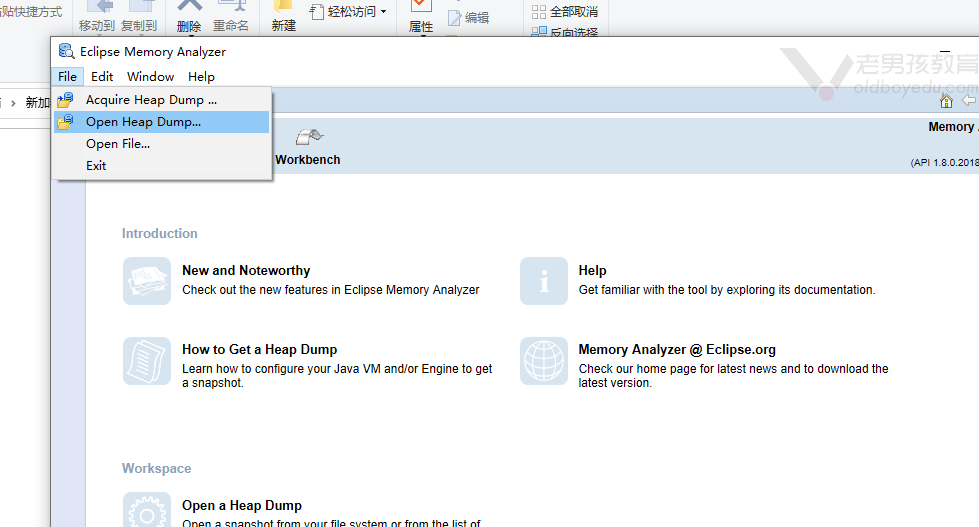 粘贴快捷方式
移动到 复制到
删除 重命名
新建
轻松访问
属性
编辑
全部取消
反向选择
Eclipse Memory Analyzer
File Edit Window Help
老男孩教育
oldboyedu.com
新加
Acquire Heap Dump ...
Open Heap Dump...
Open File...
Exit
Workbench
Memory
(API 1.8.0.2018
Introduction
New and Noteworthy
Check out the new features in Eclipse Memory Analyzer
Help
Get familiar with the tool by exploring its documentation.
How to Get a Heap Dump
Learn how to configure your Java VM and/or Engine to get
a snapshot.
Memory Analyzer @ Eclipse.org
Check our home page for latest news and to download the
latest version.
Workspace
Open a Heap Dump
Open a snapshot from your file system or from the list of